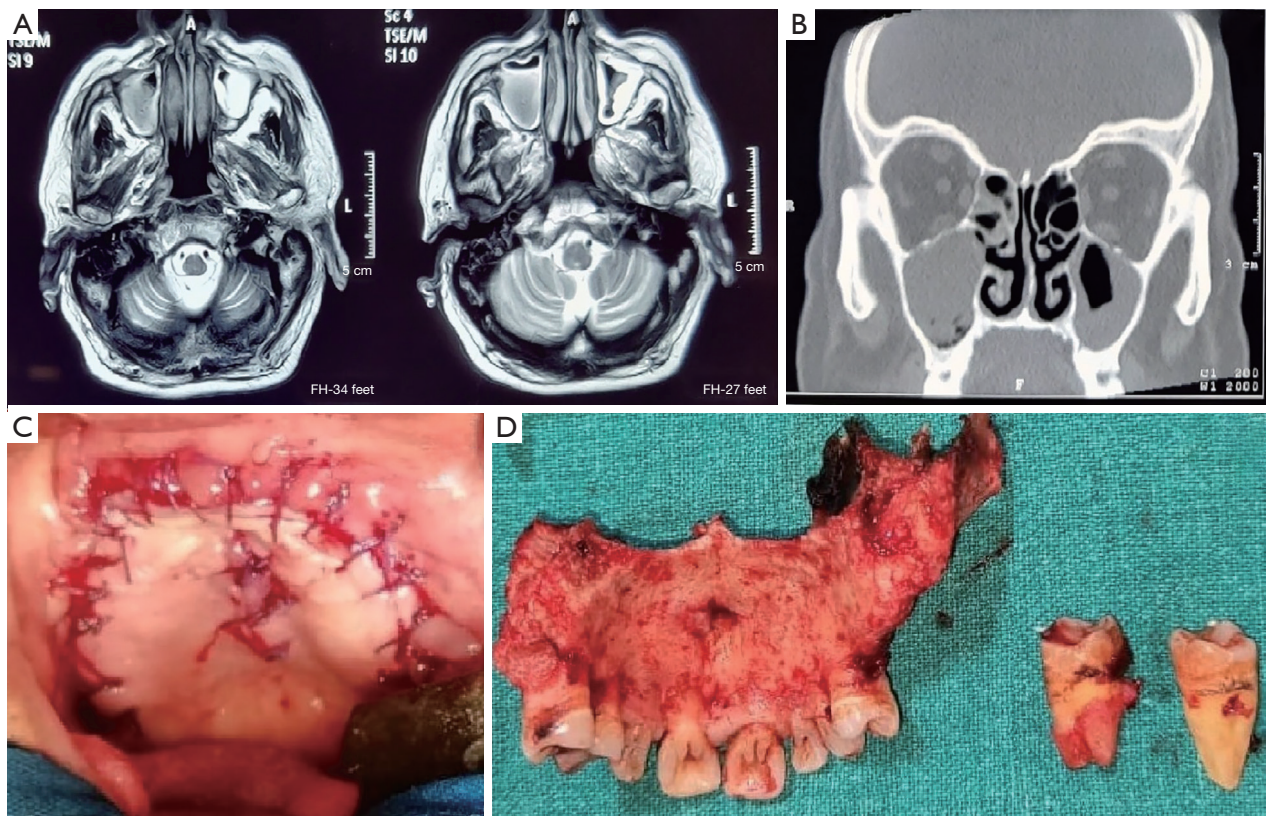 A
TSE/M
SI 9
A
Sc 4
TSE/M
SI 10
L
5 cm
L
5 cm
FH-34 feet
FH-27 feet
B
R
3 cm
C1 200
W1 2000
F
C
D